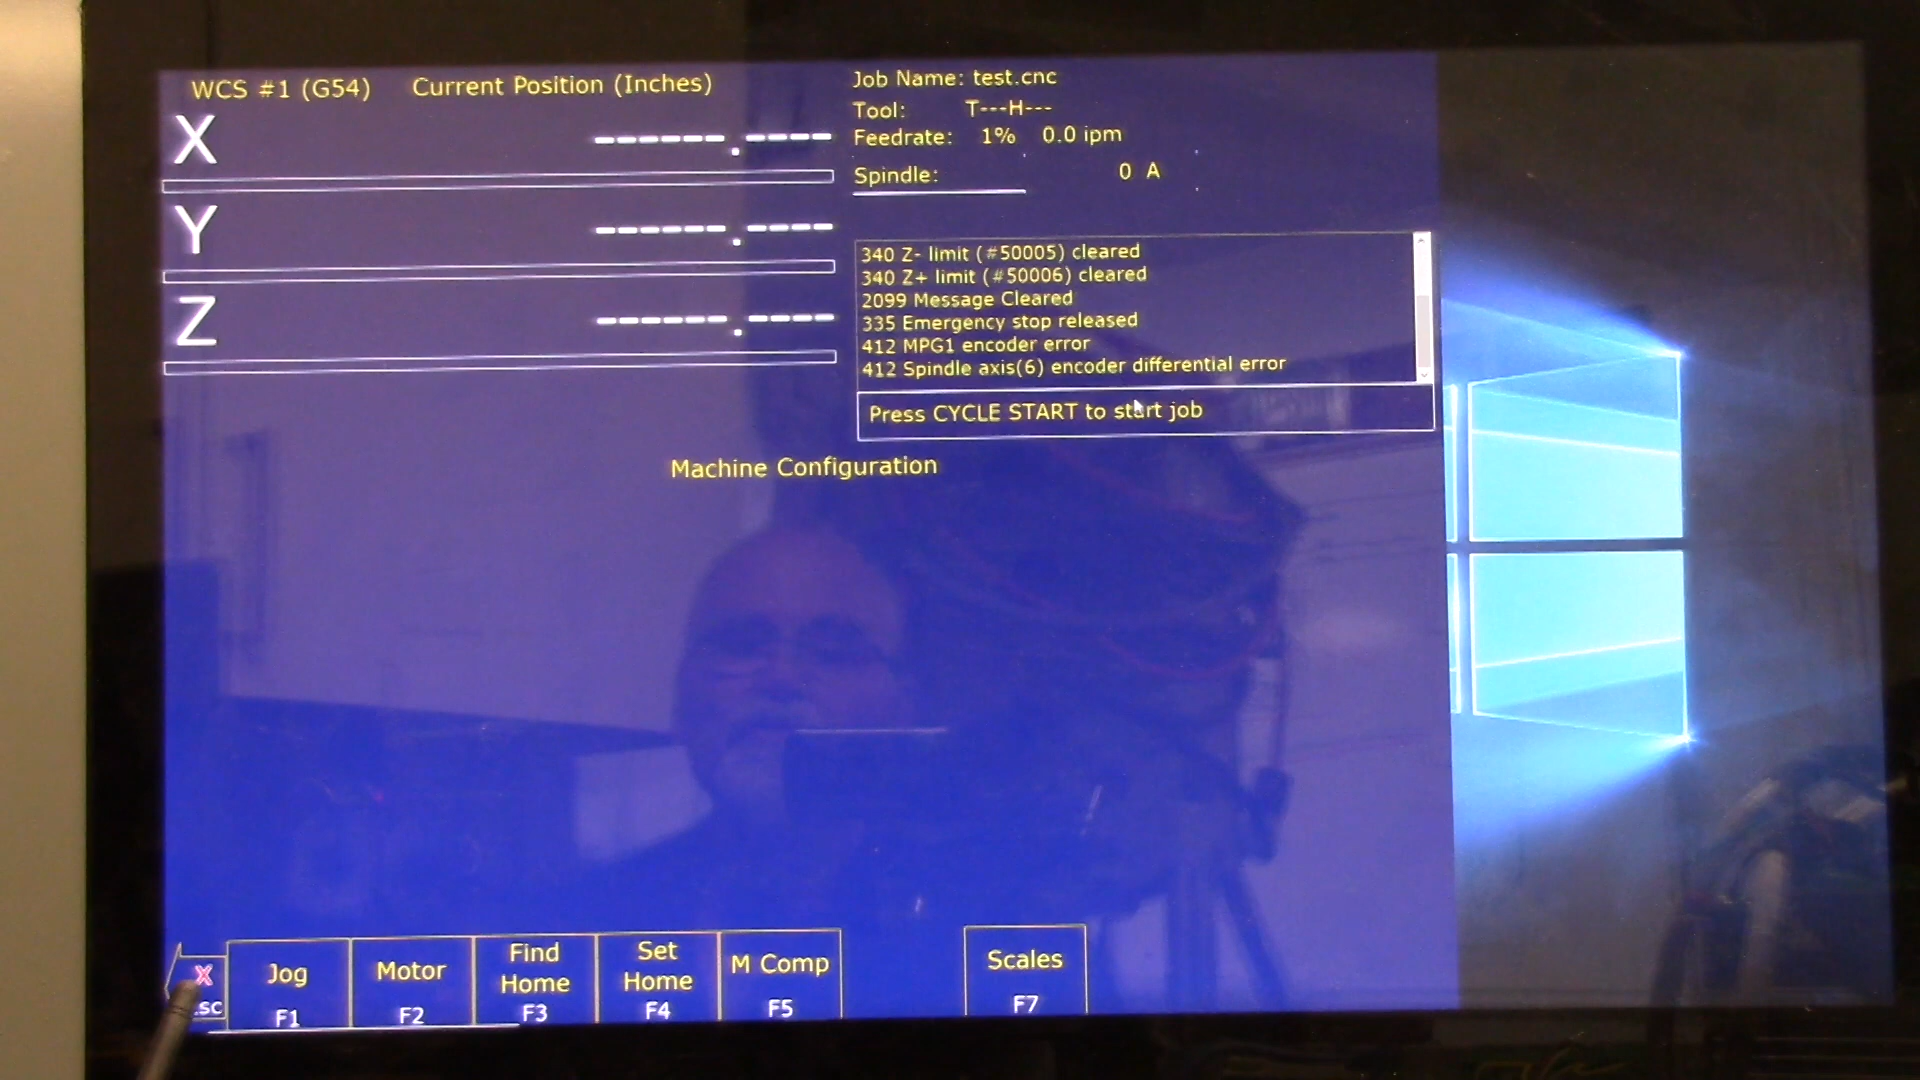 WCS #1 (G54) Current Position (Inches)
X ------.----
Y ------.----
Z ------.----
Job Name: test.cnc
Tool: T---H---
Feedrate: 1% 0.0 ipm
Spindle: 0 A
340 Z- limit (#50005) cleared
340 Z+ limit (#50006) cleared
2099 Message Cleared
335 Emergency stop released
412 MPG1 encoder error
412 Spindle axis(6) encoder differential error
Press CYCLE START to start job
Machine Configuration
X
Jog
F1
Motor
F2
Find
Home
F3
Set
Home
F4
M Comp
F5
Scales
F7